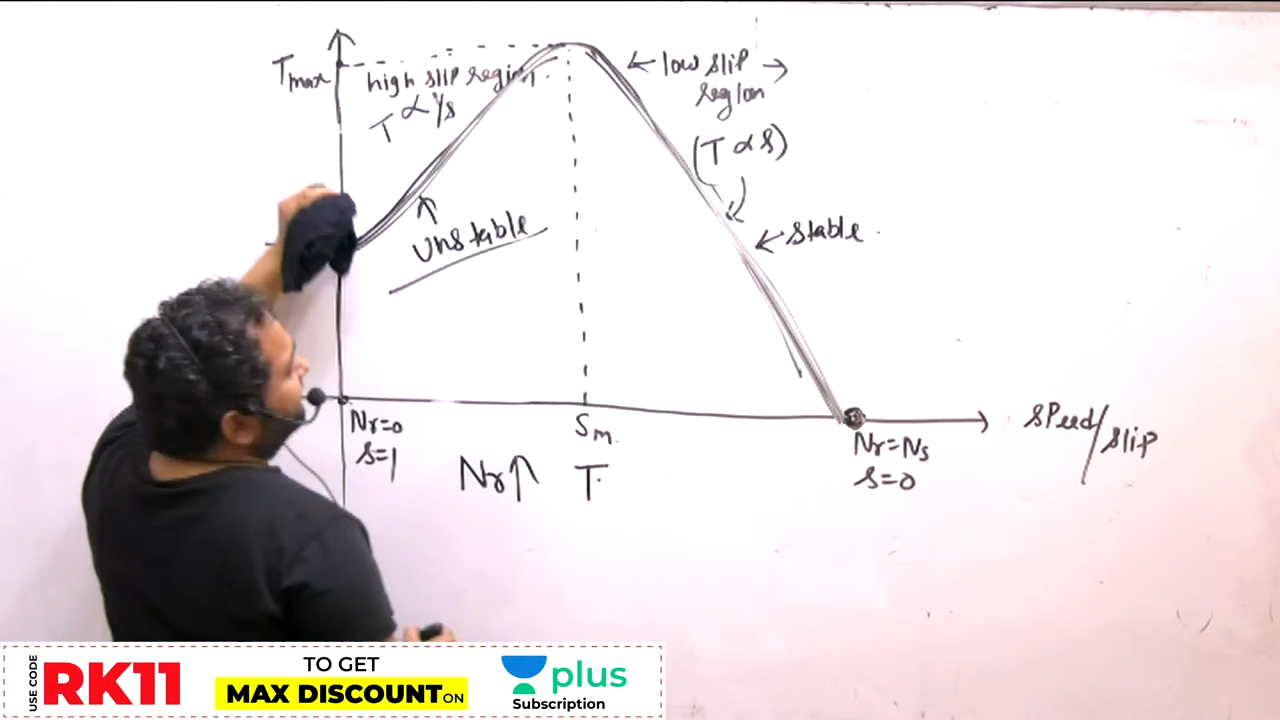 Tmax
high slip region
T ∝ 1/s
Unstable
← low slip →
region
(T ∝ s)
← stable
Nr=0
s=1
Sm
Nr=Ns
s=0
speed/slip
Nr↑ T
USE CODE
RK11
TO GET
MAX DISCOUNT ON
plus
Subscription